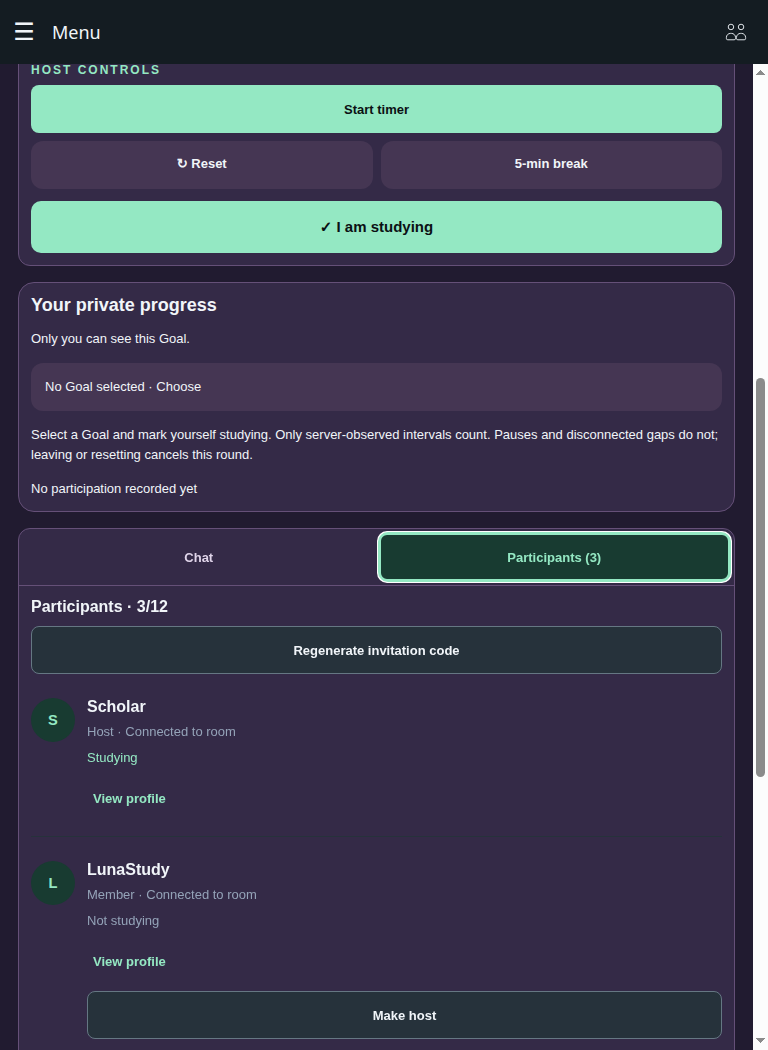 ☰ Menu
HOST CONTROLS
Start timer
↻ Reset
5-min break
✓ I am studying
Your private progress
Only you can see this Goal.
No Goal selected · Choose
Select a Goal and mark yourself studying. Only server-observed intervals count. Pauses and disconnected gaps do not;
leaving or resetting cancels this round.
No participation recorded yet
Chat
Participants (3)
Participants · 3/12
Regenerate invitation code
S
Scholar
Host · Connected to room
Studying
View profile
L
LunaStudy
Member · Connected to room
Not studying
View profile
Make host